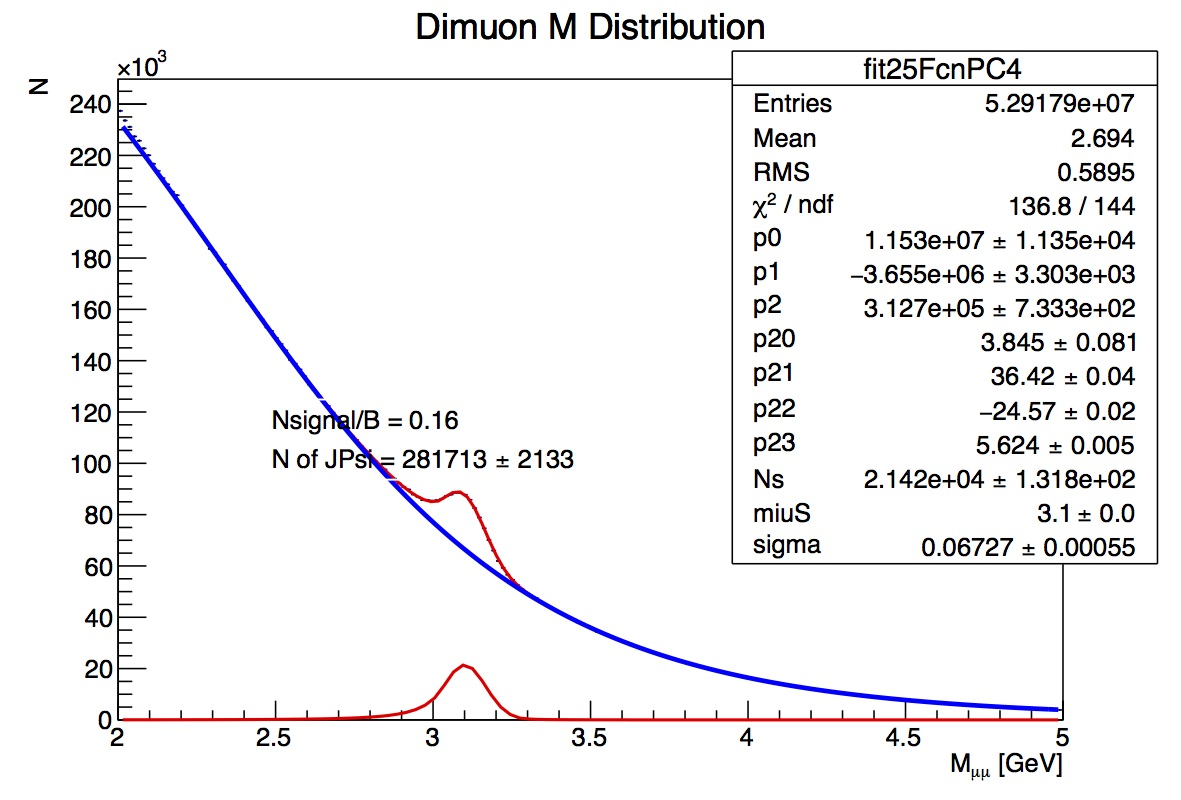 Dimuon M Distribution
×10³
N
240
220
200
180
160
140
120
100
80
60
40
20
0
2
2.5
3
3.5
4
4.5
5
M_μμ [GeV]
Nsignal/B = 0.16
N of JPsi = 281713 ± 2133
fit25FcnPC4
Entries 5.29179e+07
Mean 2.694
RMS 0.5895
χ² / ndf 136.8 / 144
p0 1.153e+07 ± 1.135e+04
p1 −3.655e+06 ± 3.303e+03
p2 3.127e+05 ± 7.333e+02
p20 3.845 ± 0.081
p21 36.42 ± 0.04
p22 −24.57 ± 0.02
p23 5.624 ± 0.005
Ns 2.142e+04 ± 1.318e+02
miuS 3.1 ± 0.0
sigma 0.06727 ± 0.00055